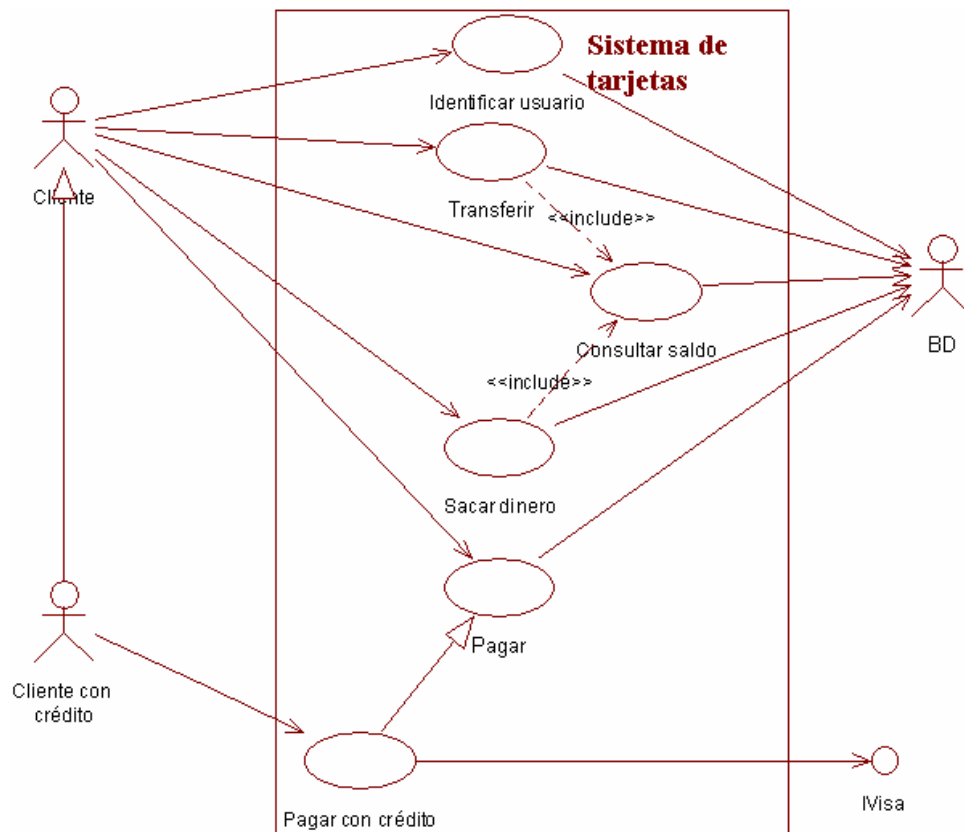 Sistema de
tarjetas
Identificar usuario
Cliente
Transferir
<<include>>
BD
Consultar saldo
<<include>>
Sacar dinero
Pagar
Cliente con
crédito
IVisa
Pagar con crédito